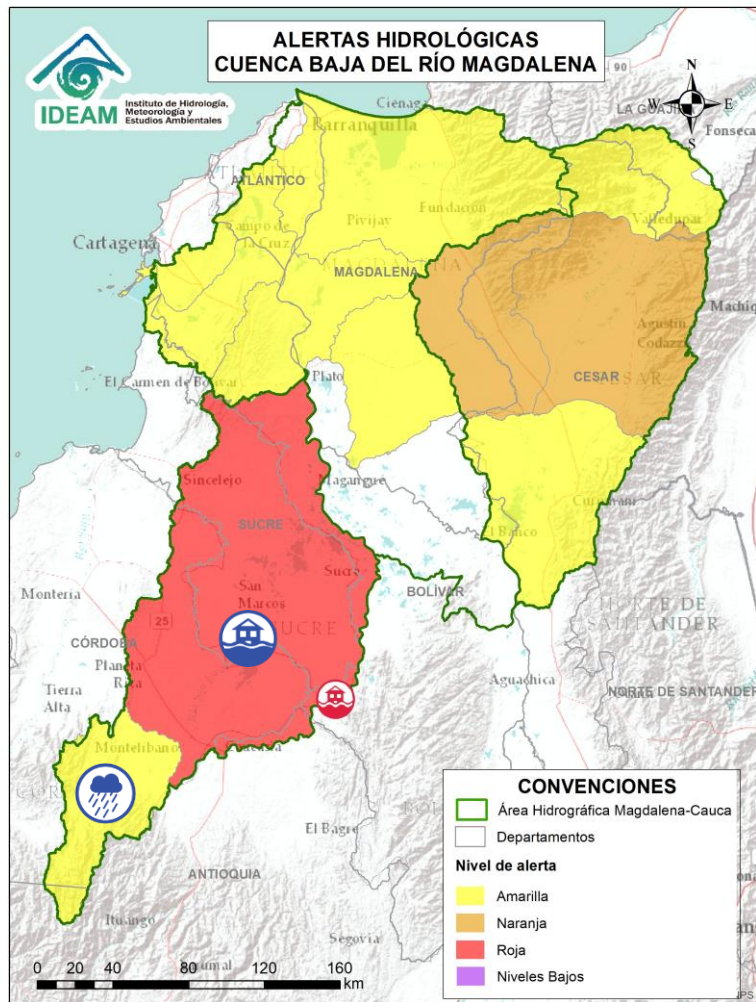 ALERTAS HIDROLÓGICAS
CUENCA BAJA DEL RÍO MAGDALENA
IDEAM
Instituto de Hidrología,
Meteorología y
Estudios Ambientales
90
N
W
E
S
Ciénaga
LA GUAJIRA
Barranquilla
Fonseca
ATLÁNTICO
Valledupar
Fundación
Pivijay
Campo de
la Cruz
Cartagena
MAGDALENA
MAGDALENA
Agustín
Codazzi
CESAR
El Carmen de Bolívar
Plato
Sincelejo
Magangué
SUCRE
El Banco
Sucre
San
Marcos
BOLÍVAR
Montería
25
SUCRE
NORTE DE
SANTANDER
CÓRDOBA
Planeta
Rica
Tierra
Alta
Aguachica
NORTE DE SANTANDER
Montelíbano
El Bagre
ANTIOQUIA
Ituango
Segovia
CONVENCIONES
Área Hidrográfica Magdalena-Cauca
Departamentos
Nivel de alerta
Amarilla
Naranja
Roja
Niveles Bajos
0 20 40 80 120 160
km